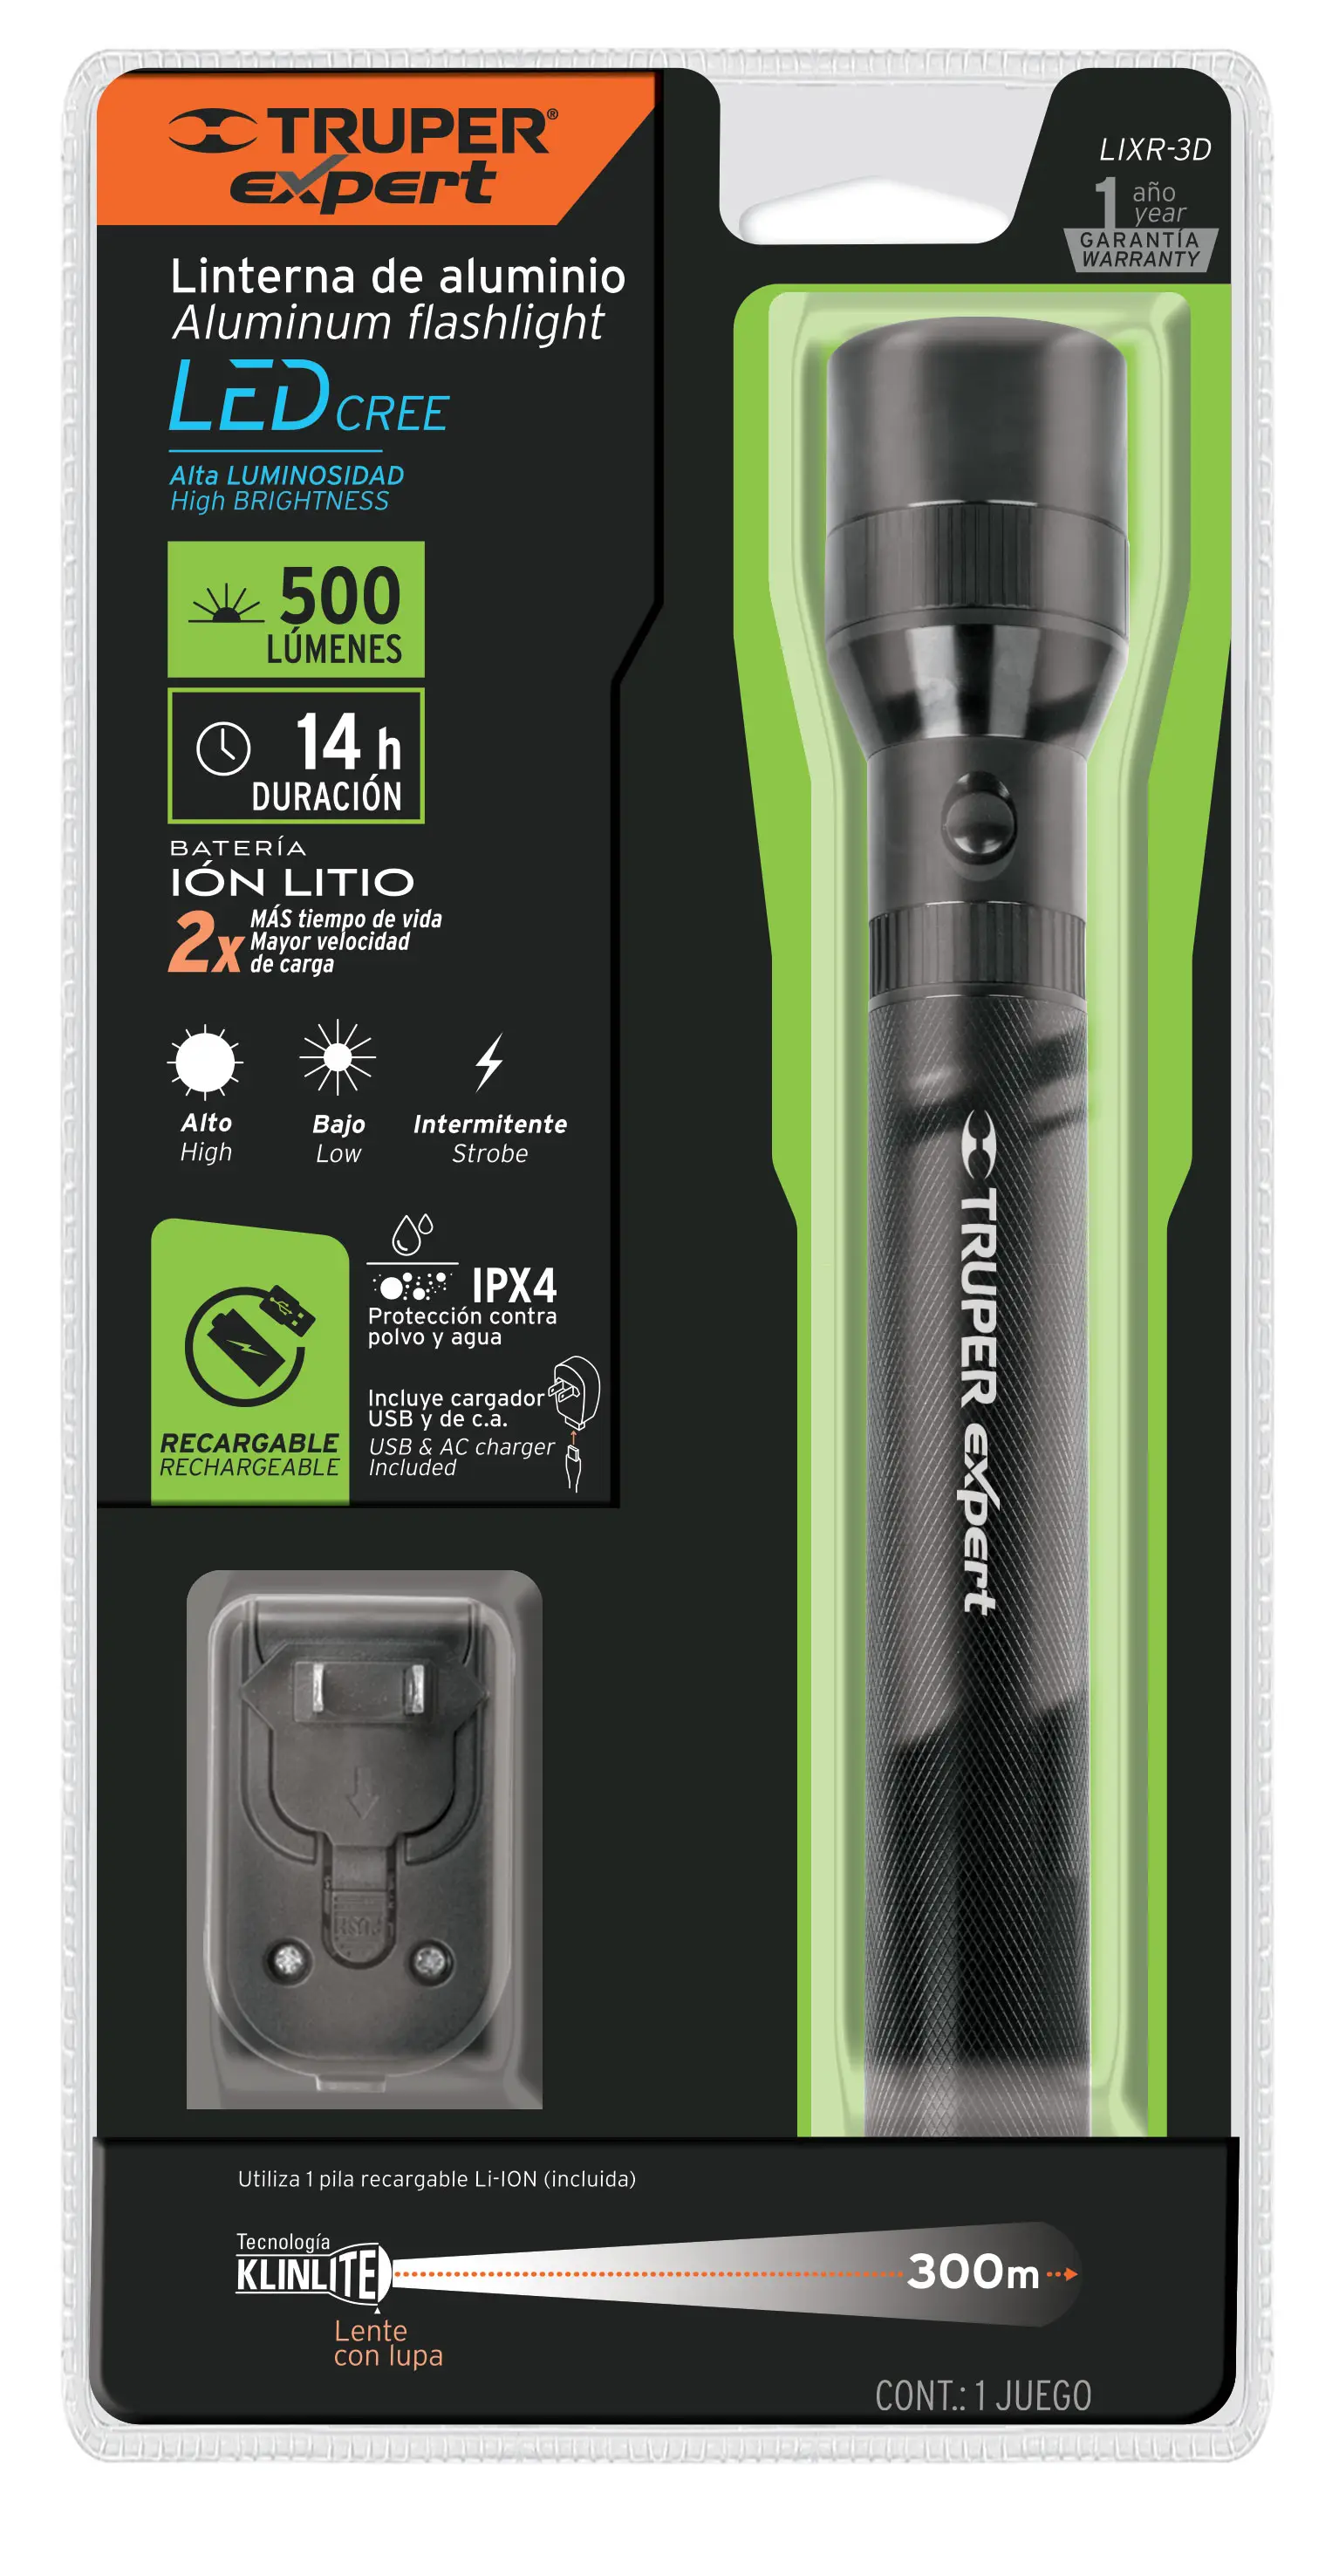 TRUPER®
expert
LIXR-3D
1 año
year
GARANTÍA
WARRANTY
Linterna de aluminio
Aluminum flashlight
LED CREE
Alta LUMINOSIDAD
High BRIGHTNESS
500
LÚMENES
14 h
DURACIÓN
BATERÍA
IÓN LITIO
2x MÁS tiempo de vida
Mayor velocidad
de carga
Alto
High
Bajo
Low
Intermitente
Strobe
IPX4
Protección contra
polvo y agua
Incluye cargador
USB y de c.a.
USB & AC charger
Included
RECARGABLE
RECHARGEABLE
TRUPER expert
PUSH
Utiliza 1 pila recargable Li-ION (incluida)
Tecnología
KLINLITE
300m
Lente
con lupa
CONT.: 1 JUEGO